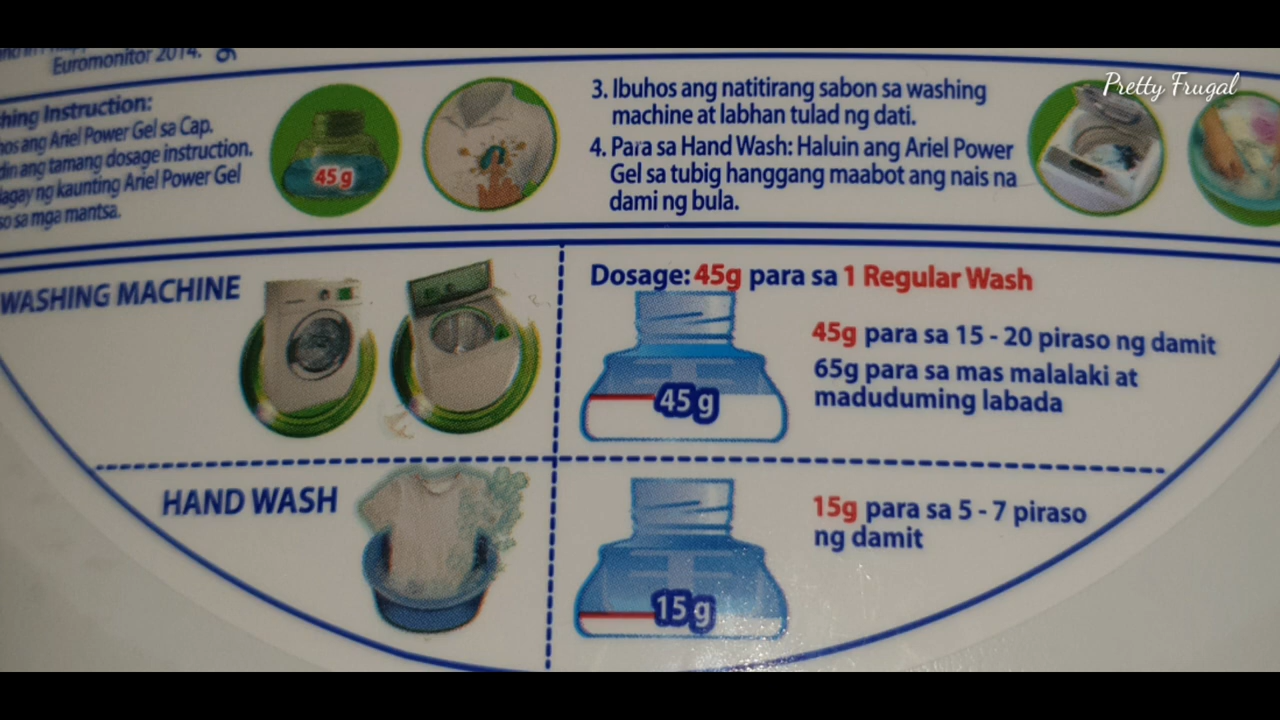 Euromonitor 2014.
Pretty Frugal
hing Instruction:
os ang Ariel Power Gel sa Cap.
din ang tamang dosage instruction.
agay ng kaunting Ariel Power Gel
so sa mga mantsa.
45 g
3. Ibuhos ang natitirang sabon sa washing
machine at labhan tulad ng dati.
4. Para sa Hand Wash: Haluin ang Ariel Power
Gel sa tubig hanggang maabot ang nais na
dami ng bula.
WASHING MACHINE
Dosage: 45g para sa 1 Regular Wash
45 g
45g para sa 15 - 20 piraso ng damit
65g para sa mas malalaki at
maduduming labada
HAND WASH
15 g
15g para sa 5 - 7 piraso
ng damit